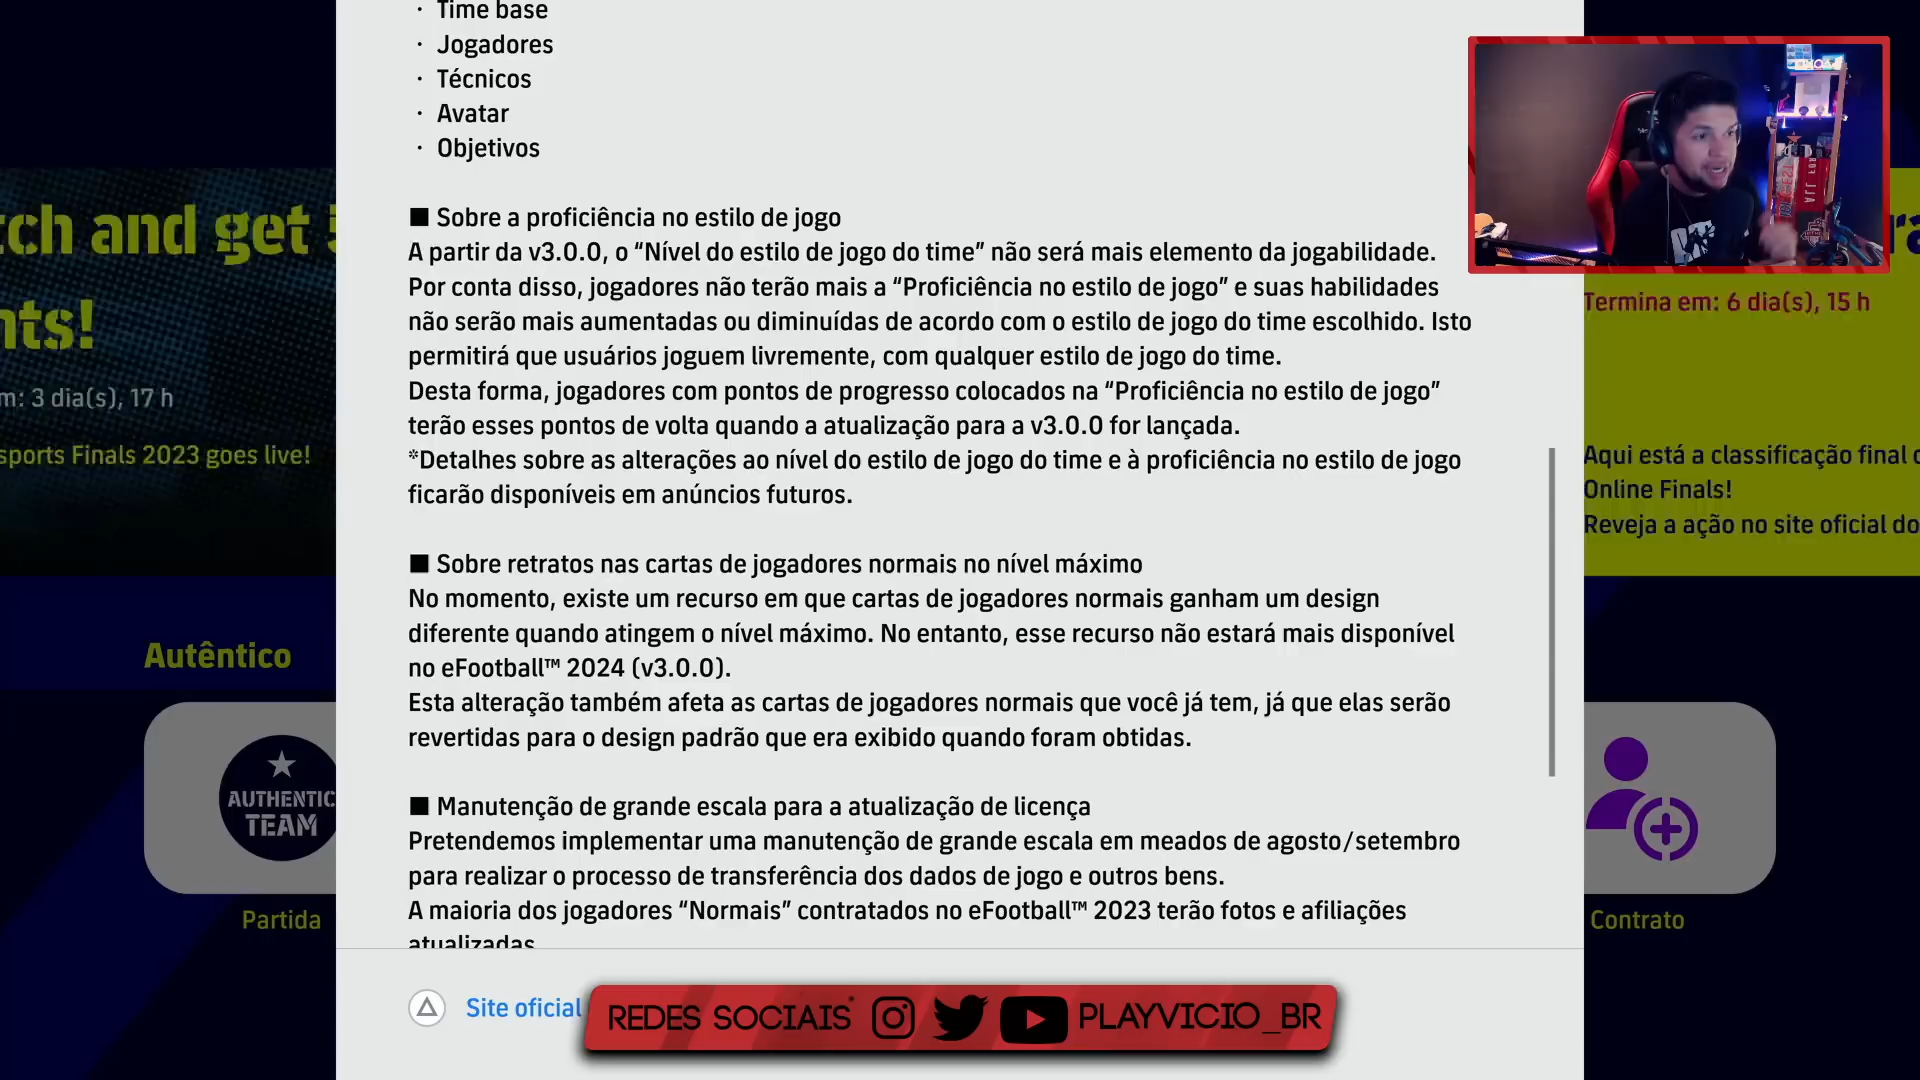 · Time base
· Jogadores
· Técnicos
· Avatar
· Objetivos
■ Sobre a proficiência no estilo de jogo
A partir da v3.0.0, o “Nível do estilo de jogo do time” não será mais elemento da jogabilidade.
Por conta disso, jogadores não terão mais a “Proficiência no estilo de jogo” e suas habilidades
não serão mais aumentadas ou diminuídas de acordo com o estilo de jogo do time escolhido. Isto
permitirá que usuários joguem livremente, com qualquer estilo de jogo do time.
Desta forma, jogadores com pontos de progresso colocados na “Proficiência no estilo de jogo”
terão esses pontos de volta quando a atualização para a v3.0.0 for lançada.
*Detalhes sobre as alterações ao nível do estilo de jogo do time e à proficiência no estilo de jogo
ficarão disponíveis em anúncios futuros.
■ Sobre retratos nas cartas de jogadores normais no nível máximo
No momento, existe um recurso em que cartas de jogadores normais ganham um design
diferente quando atingem o nível máximo. No entanto, esse recurso não estará mais disponível
no eFootball™ 2024 (v3.0.0).
Esta alteração também afeta as cartas de jogadores normais que você já tem, já que elas serão
revertidas para o design padrão que era exibido quando foram obtidas.
■ Manutenção de grande escala para a atualização de licença
Pretendemos implementar uma manutenção de grande escala em meados de agosto/setembro
para realizar o processo de transferência dos dados de jogo e outros bens.
A maioria dos jogadores “Normais” contratados no eFootball™ 2023 terão fotos e afiliações
atualizadas
Site oficial
REDES SOCIAIS PLAYVICIO_BR
tch and get 5
nts!
m: 3 dia(s), 17 h
sports Finals 2023 goes live!
Autêntico
AUTHENTIC
TEAM
Partida
Termina em: 6 dia(s), 15 h
Aqui está a classificação final
Online Finals!
Reveja a ação no site oficial do
Contrato